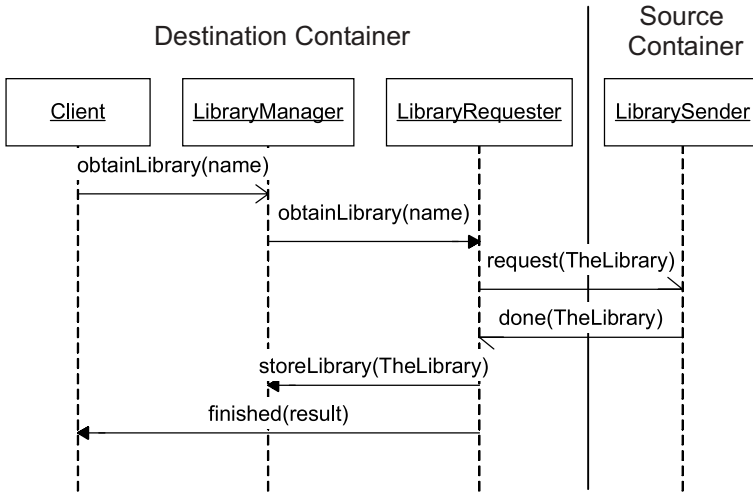 Destination Container
Source
Container
Client
LibraryManager
LibraryRequester
LibrarySender
obtainLibrary(name)
obtainLibrary(name)
request(TheLibrary)
done(TheLibrary)
storeLibrary(TheLibrary)
finished(result)